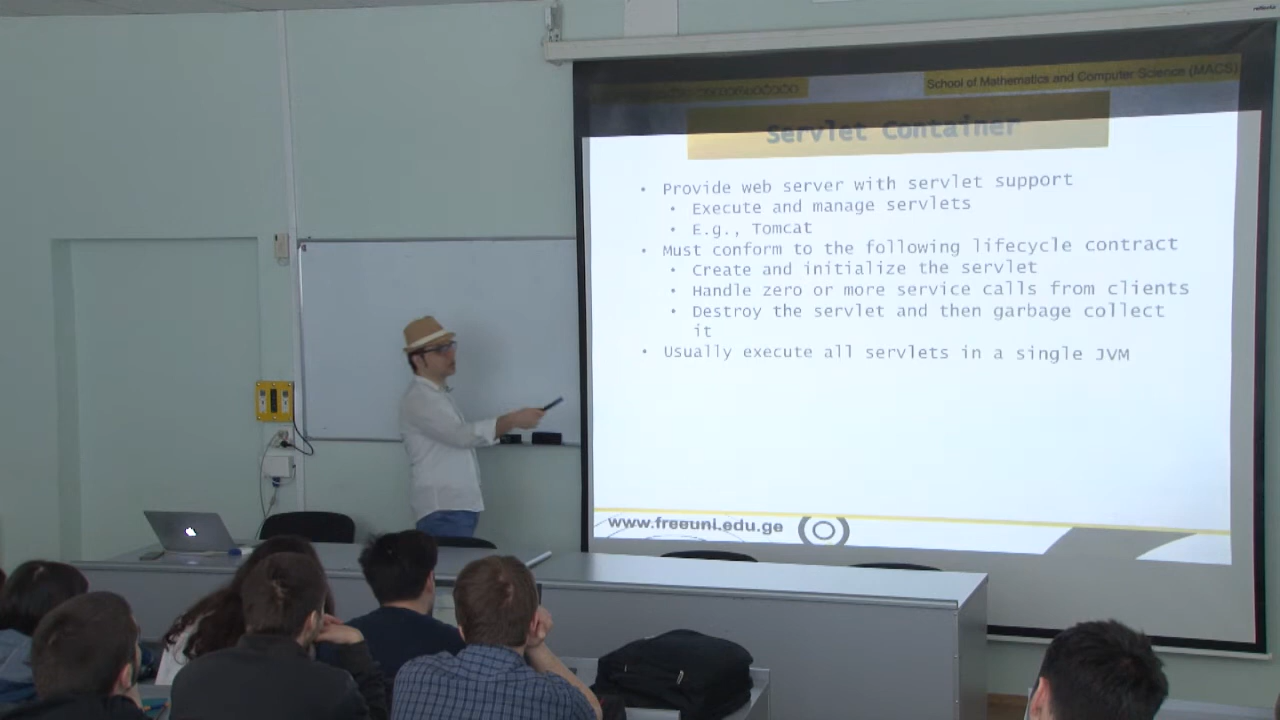 School of Mathematics and Computer Science (MACS)
Servlet Container
• Provide web server with servlet support
• Execute and manage servlets
• E.g., Tomcat
• Must conform to the following lifecycle contract
• Create and initialize the servlet
• Handle zero or more service calls from clients
• Destroy the servlet and then garbage collect
it
• Usually execute all servlets in a single JVM
www.freeuni.edu.ge